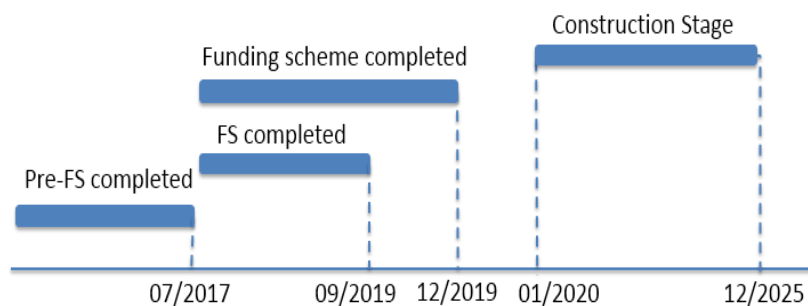 Construction Stage
Funding scheme completed
FS completed
Pre-FS completed
07/2017
09/2019
12/2019
01/2020
12/2025